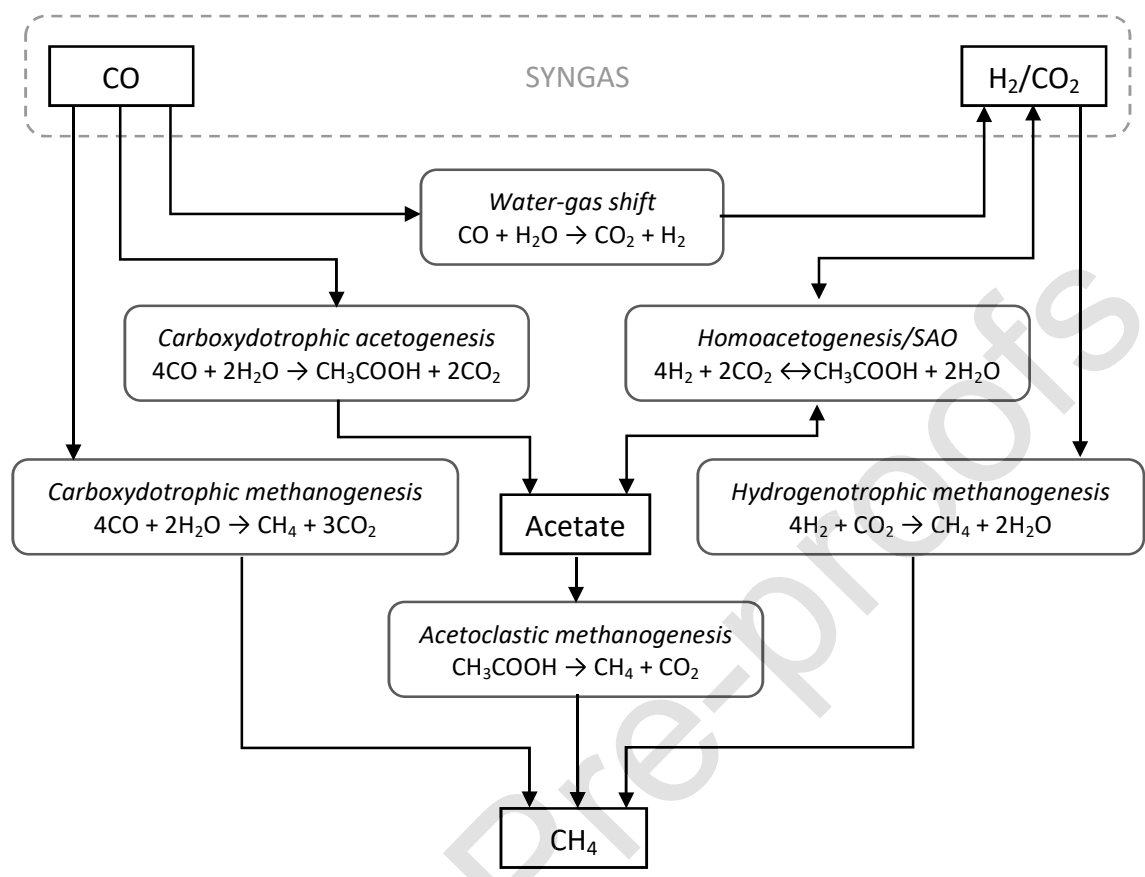 CO
SYNGAS
H₂/CO₂
Water-gas shift
CO + H₂O → CO₂ + H₂
Carboxydotrophic acetogenesis
4CO + 2H₂O → CH₃COOH + 2CO₂
Homoacetogenesis/SAO
4H₂ + 2CO₂ ↔CH₃COOH + 2H₂O
Carboxydotrophic methanogenesis
4CO + 2H₂O → CH₄ + 3CO₂
Acetate
Hydrogenotrophic methanogenesis
4H₂ + CO₂ → CH₄ + 2H₂O
Acetoclastic methanogenesis
CH₃COOH → CH₄ + CO₂
CH₄
Pre-proofs